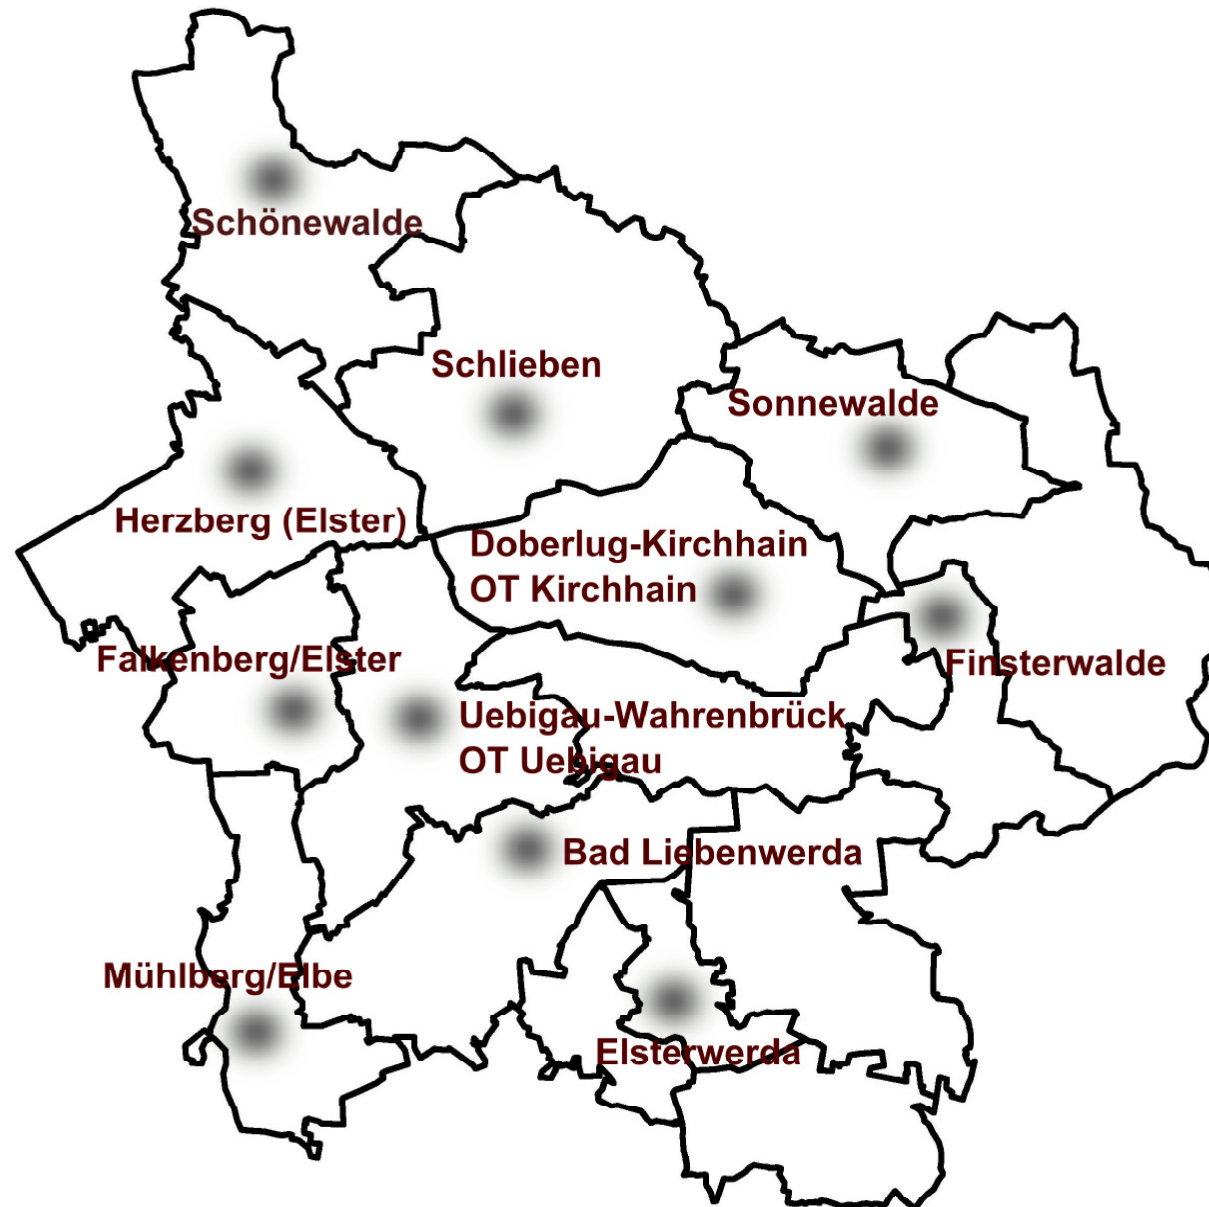 Schönewalde
Schlieben
Sonnewalde
Herzberg (Elster)
Doberlug-Kirchhain
OT Kirchhain
Falkenberg/Elster
Finsterwalde
Uebigau-Wahrenbrück
OT Uebigau
Bad Liebenwerda
Mühlberg/Elbe
Elsterwerda